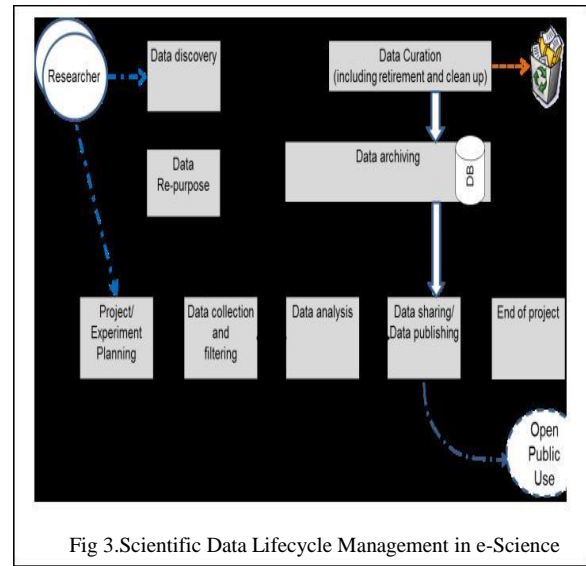 Researcher
Data discovery
Data Curation
(including retirement and clean up)
Data
Re-purpose
Data archiving
DB
Project/
Experiment
Planning
Data collection
and
filtering
Data analysis
Data sharing/
Data publishing
End of project
Open
Public
Use
Fig 3.Scientific Data Lifecycle Management in e-Science